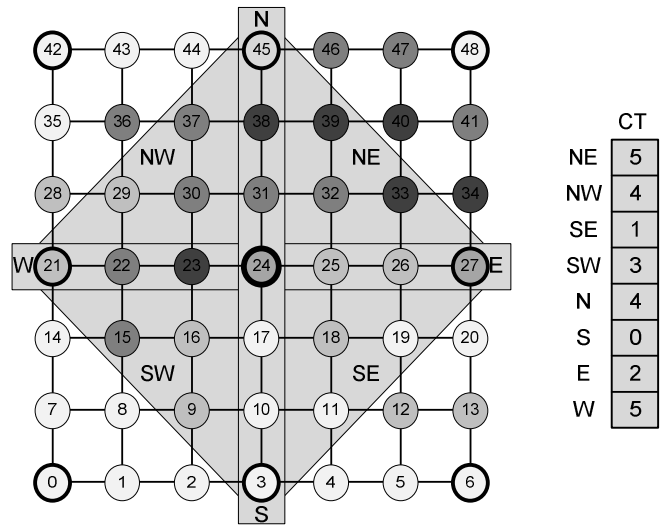 N
42 43 44 45 46 47 48
CT
35 36 37 38 39 40 41
NW NE
NE 5
28 29 30 31 32 33 34
NW 4
SE 1
W 21 22 23 24 25 26 27 E
SW 3
N 4
14 15 16 17 18 19 20
S 0
SW SE
E 2
7 8 9 10 11 12 13
W 5
0 1 2 3 4 5 6
S